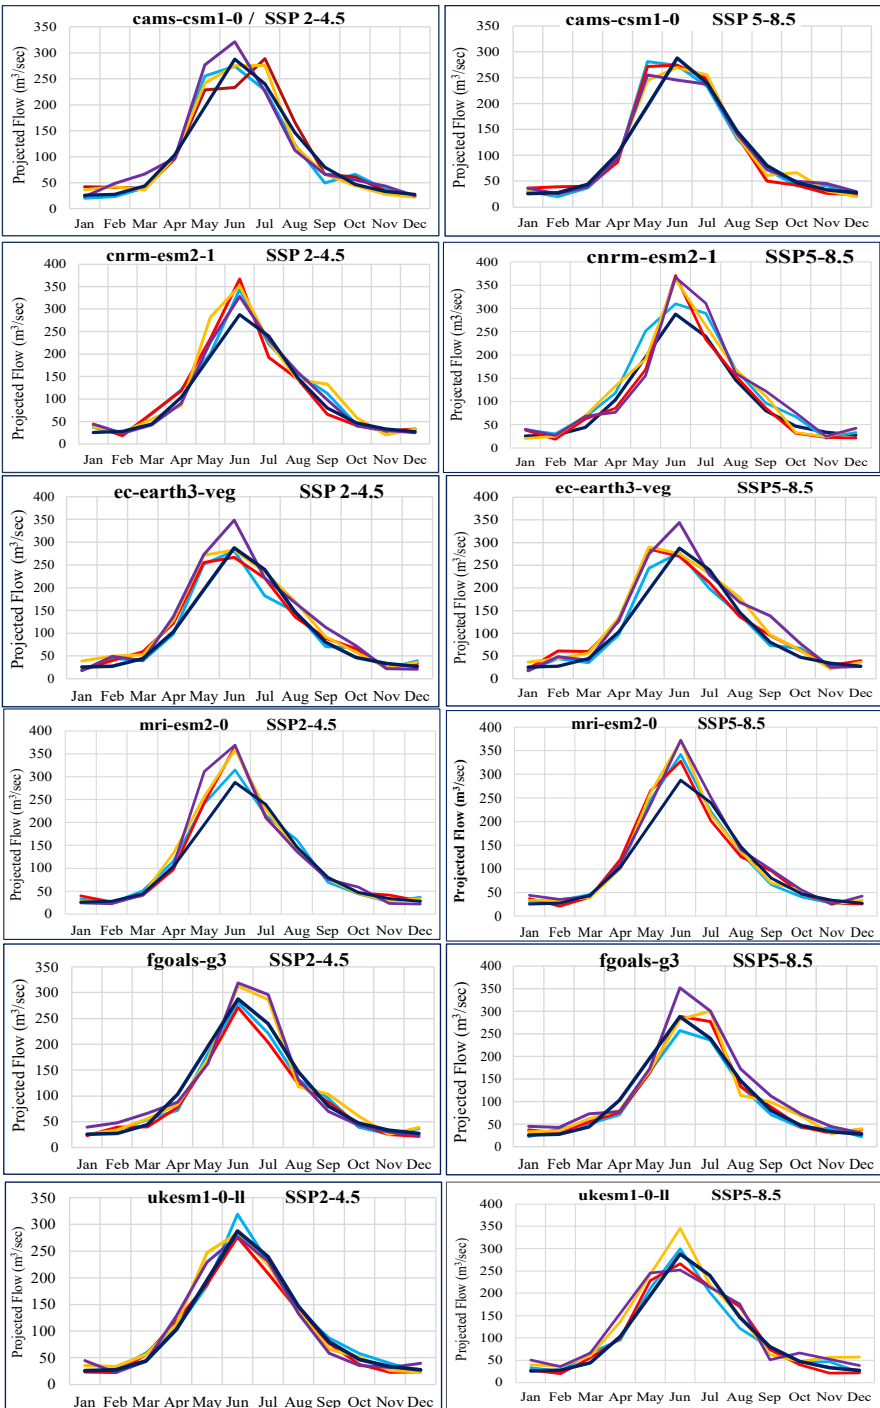 cams-csm1-0 / SSP 2-4.5
Projected Flow (m³/sec)
350
300
250
200
150
100
50
0
Jan Feb Mar Apr May Jun Jul Aug Sep Oct Nov Dec
cams-csm1-0 SSP 5-8.5
Projected Flow (m³/sec)
350
300
250
200
150
100
50
0
Jan Feb Mar Apr May Jun Jul Aug Sep Oct Nov Dec
cnrm-esm2-1 SSP 2-4.5
Projected Flow (m³/sec)
400
350
300
250
200
150
100
50
0
Jan Feb Mar Apr May Jun Jul Aug Sep Oct Nov Dec
cnrm-esm2-1 SSP5-8.5
Projected Flow (m3/sec)
400
350
300
250
200
150
100
50
0
Jan Feb Mar Apr May Jun Jul Aug Sep Oct Nov Dec
ec-earth3-veg SSP 2-4.5
Projected Flow (m³/sec)
400
350
300
250
200
150
100
50
0
Jan Feb Mar Apr May Jun Jul Aug Sep Oct Nov Dec
ec-earth3-veg SSP5-8.5
Projected Flow (m³/sec)
400
350
300
250
200
150
100
50
0
Jan Feb Mar Apr May Jun Jul Aug Sep Oct Nov Dec
mri-esm2-0 SSP2-4.5
Projected Flow (m³/sec)
400
350
300
250
200
150
100
50
0
Jan Feb Mar Apr May Jun Jul Aug Sep Oct Nov Dec
mri-esm2-0 SSP5-8.5
Projected Flow (m³/sec)
400
350
300
250
200
150
100
50
0
Jan Feb Mar Apr May Jun Jul Aug Sep Oct Nov Dec
fgoals-g3 SSP2-4.5
Projected Flow (m³/sec)
350
300
250
200
150
100
50
0
Jan Feb Mar Apr May Jun Jul Aug Sep Oct Nov Dec
fgoals-g3 SSP5-8.5
Projected Flow (m³/sec)
400
350
300
250
200
150
100
50
0
Jan Feb Mar Apr May Jun Jul Aug Sep Oct Nov Dec
ukesm1-0-ll SSP2-4.5
Projected Flow (m³/sec)
350
300
250
200
150
100
50
0
Jan Feb Mar Apr May Jun Jul Aug Sep Oct Nov Dec
ukesm1-0-ll SSP5-8.5
Projected Flow (m³/sec)
400
350
300
250
200
150
100
50
0
Jan Feb Mar Apr May Jun Jul Aug Sep Oct Nov Dec